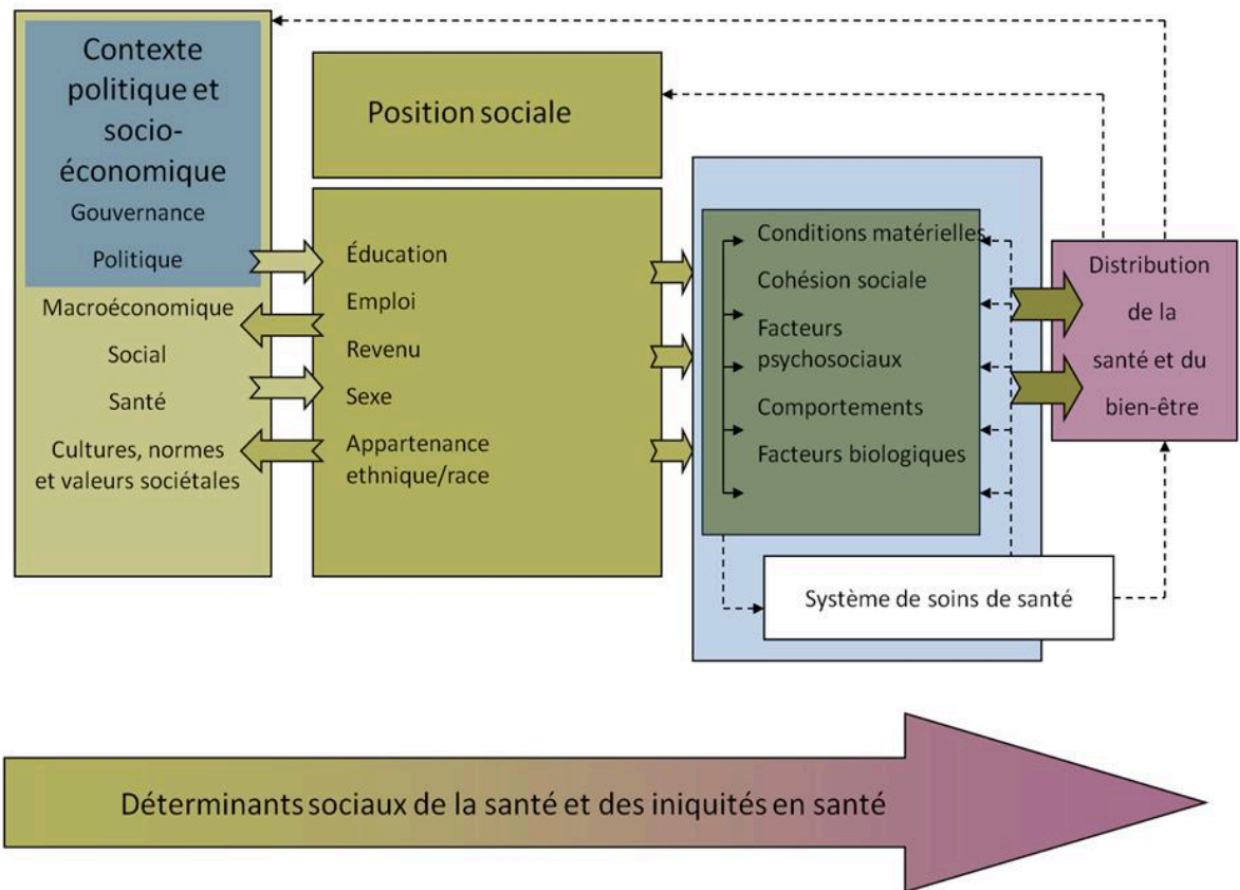 Contexte
politique et
socio-
économique
Gouvernance
Politique
Macroéconomique
Social
Santé
Cultures, normes
et valeurs sociétales
Position sociale
Éducation
Emploi
Revenu
Sexe
Appartenance
ethnique/race
Conditions matérielles
Cohésion sociale
Facteurs
psychosociaux
Comportements
Facteurs biologiques
Système de soins de santé
Distribution
de la
santé et du
bien-être
Déterminants sociaux de la santé et des iniquités en santé